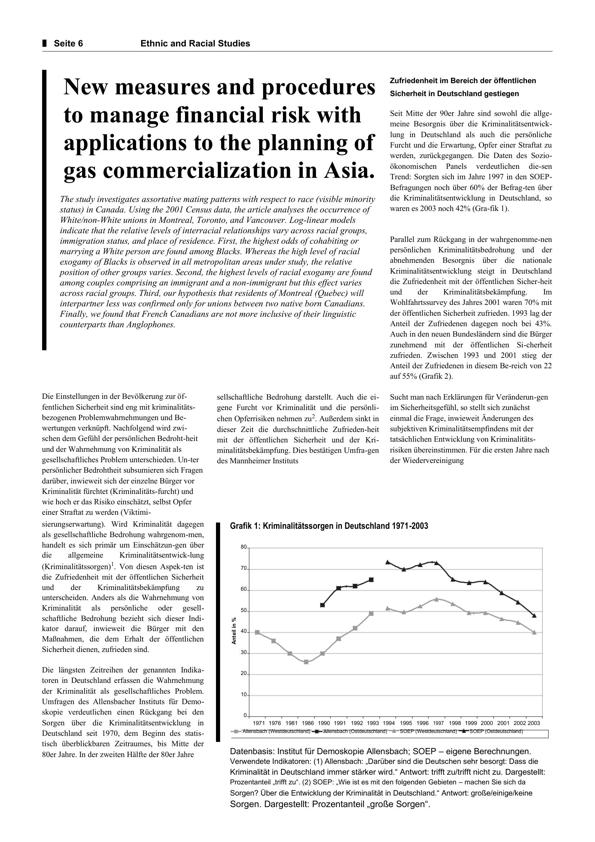 Seite 6
Ethnic and Racial Studies
New measures and procedures
to manage financial risk with
applications to the planning of
gas commercialization in Asia.
The study investigates assortative mating patterns with respect to race (visible minority
status) in Canada. Using the 2001 Census data, the article analyses the occurrence of
White/non-White unions in Montreal, Toronto, and Vancouver. Log-linear models
indicate that the relative levels of interracial relationships vary across racial groups,
immigration status, and place of residence. First, the highest odds of cohabiting or
marrying a White person are found among Blacks. Whereas the high level of racial
exogamy of Blacks is observed in all metropolitan areas under study, the relative
position of other groups varies. Second, the highest levels of racial exogamy are found
among couples comprising an immigrant and a non-immigrant but this effect varies
across racial groups. Third, our hypothesis that residents of Montreal (Quebec) will
interpartner less was confirmed only for unions between two native born Canadians.
Finally, we found that French Canadians are not more inclusive of their linguistic
counterparts than Anglophones.
Zufriedenheit im Bereich der öffentlichen
Sicherheit in Deutschland gestiegen
Seit Mitte der 90er Jahre sind sowohl die allge-
meine Besorgnis über die Kriminalitätsentwick-
lung in Deutschland als auch die persönliche
Furcht und die Erwartung, Opfer einer Straftat zu
werden, zurückgegangen. Die Daten des Sozio-
ökonomischen Panels verdeutlichen die-sen
Trend: Sorgten sich im Jahre 1997 in den SOEP-
Befragungen noch über 60% der Befrag-ten über
die Kriminalitätsentwicklung in Deutschland, so
waren es 2003 noch 42% (Gra-fik 1).
Parallel zum Rückgang in der wahrgenomme-nen
persönlichen Kriminalitätsbedrohung und der
abnehmenden Besorgnis über die nationale
Kriminalitätsentwicklung steigt in Deutschland
die Zufriedenheit mit der öffentlichen Sicher-heit
und der Kriminalitätsbekämpfung. Im
Wohlfahrtssurvey des Jahres 2001 waren 70% mit
der öffentlichen Sicherheit zufrieden. 1993 lag der
Anteil der Zufriedenen dagegen noch bei 43%.
Auch in den neuen Bundesländern sind die Bürger
zunehmend mit der öffentlichen Si-cherheit
zufrieden. Zwischen 1993 und 2001 stieg der
Anteil der Zufriedenen in diesem Be-reich von 22
auf 55% (Grafik 2).
Die Einstellungen in der Bevölkerung zur öf-
fentlichen Sicherheit sind eng mit kriminalitäts-
bezogenen Problemwahrnehmungen und Be-
wertungen verknüpft. Nachfolgend wird zwi-
schen dem Gefühl der persönlichen Bedroht-heit
und der Wahrnehmung von Kriminalität als
gesellschaftliches Problem unterschieden. Un-ter
persönlicher Bedrohtheit subsumieren sich Fragen
darüber, inwieweit sich der einzelne Bürger vor
Kriminalität fürchtet (Kriminalitäts-furcht) und
wie hoch er das Risiko einschätzt, selbst Opfer
einer Straftat zu werden (Viktimi-
sierungserwartung). Wird Kriminalität dagegen
als gesellschaftliche Bedrohung wahrgenom-men,
handelt es sich primär um Einschätzun-gen über
die allgemeine Kriminalitätsentwick-lung
(Kriminalitätssorgen)1. Von diesen Aspek-ten ist
die Zufriedenheit mit der öffentlichen Sicherheit
und der Kriminalitätsbekämpfung zu
unterscheiden. Anders als die Wahrnehmung von
Kriminalität als persönliche oder gesell-
schaftliche Bedrohung bezieht sich dieser Indi-
kator darauf, inwieweit die Bürger mit den
Maßnahmen, die dem Erhalt der öffentlichen
Sicherheit dienen, zufrieden sind.
Die längsten Zeitreihen der genannten Indika-
toren in Deutschland erfassen die Wahrnehmung
der Kriminalität als gesellschaftliches Problem.
Umfragen des Allensbacher Instituts für Demo-
skopie verdeutlichen einen Rückgang bei den
Sorgen über die Kriminalitätsentwicklung in
Deutschland seit 1970, dem Beginn des statis-
tisch überblickbaren Zeitraumes, bis Mitte der
80er Jahre. In der zweiten Hälfte der 80er Jahre
sellschaftliche Bedrohung darstellt. Auch die ei-
gene Furcht vor Kriminalität und die persönli-
chen Opferrisiken nehmen zu2. Außerdem sinkt in
dieser Zeit die durchschnittliche Zufrieden-heit
mit der öffentlichen Sicherheit und der Kri-
minalitätsbekämpfung. Dies bestätigen Umfra-gen
des Mannheimer Instituts
Sucht man nach Erklärungen für Veränderun-gen
im Sicherheitsgefühl, so stellt sich zunächst
einmal die Frage, inwieweit Änderungen des
subjektiven Kriminalitätsempfindens mit der
tatsächlichen Entwicklung von Kriminalitäts-
risiken übereinstimmen. Für die ersten Jahre nach
der Wiedervereinigung
Grafik 1: Kriminalitätssorgen in Deutschland 1971-2003
Anteil in %
80
70
60
50
40
30
20
10
0
1971 1976 1981 1986 1990 1991 1992 1993 1994 1995 1996 1997 1998 1999 2000 2001 2002 2003
Allensbach (Westdeutschland) Allensbach (Ostdeutschland) SOEP (Westdeutschland) SOEP (Ostdeutschland)
Datenbasis: Institut für Demoskopie Allensbach; SOEP – eigene Berechnungen.
Verwendete Indikatoren: (1) Allensbach: „Darüber sind die Deutschen sehr besorgt: Dass die
Kriminalität in Deutschland immer stärker wird.“ Antwort: trifft zu/trifft nicht zu. Dargestellt:
Prozentanteil „trifft zu“. (2) SOEP: „Wie ist es mit den folgenden Gebieten – machen Sie sich da
Sorgen? Über die Entwicklung der Kriminalität in Deutschland.“ Antwort: große/einige/keine
Sorgen. Dargestellt: Prozentanteil „große Sorgen“.